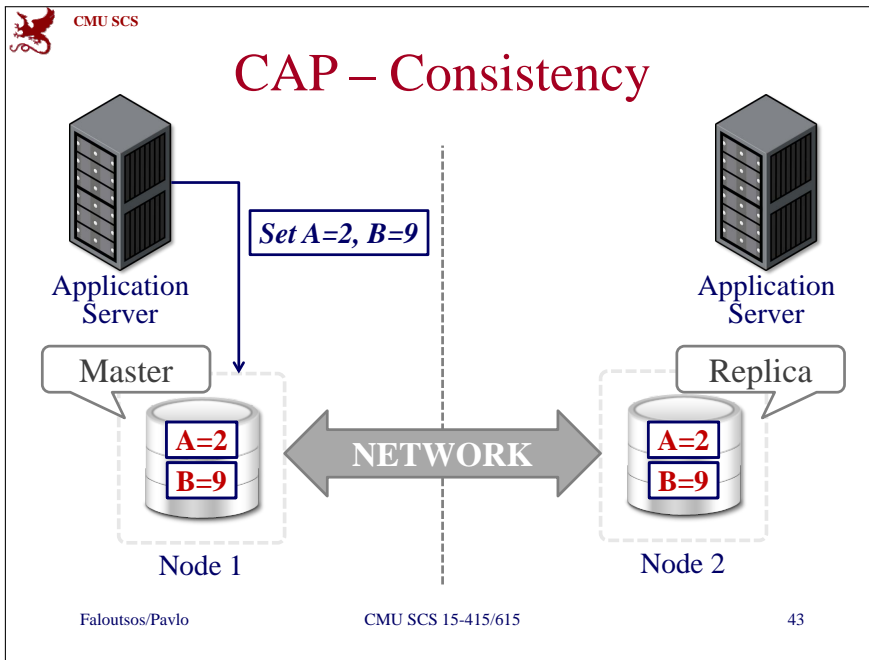 CMU SCS
CAP – Consistency
Set A=2, B=9
Application
Server
Application
Server
Master
Replica
A=2
B=9
NETWORK
A=2
B=9
Node 1
Node 2
Faloutsos/Pavlo
CMU SCS 15-415/615
43